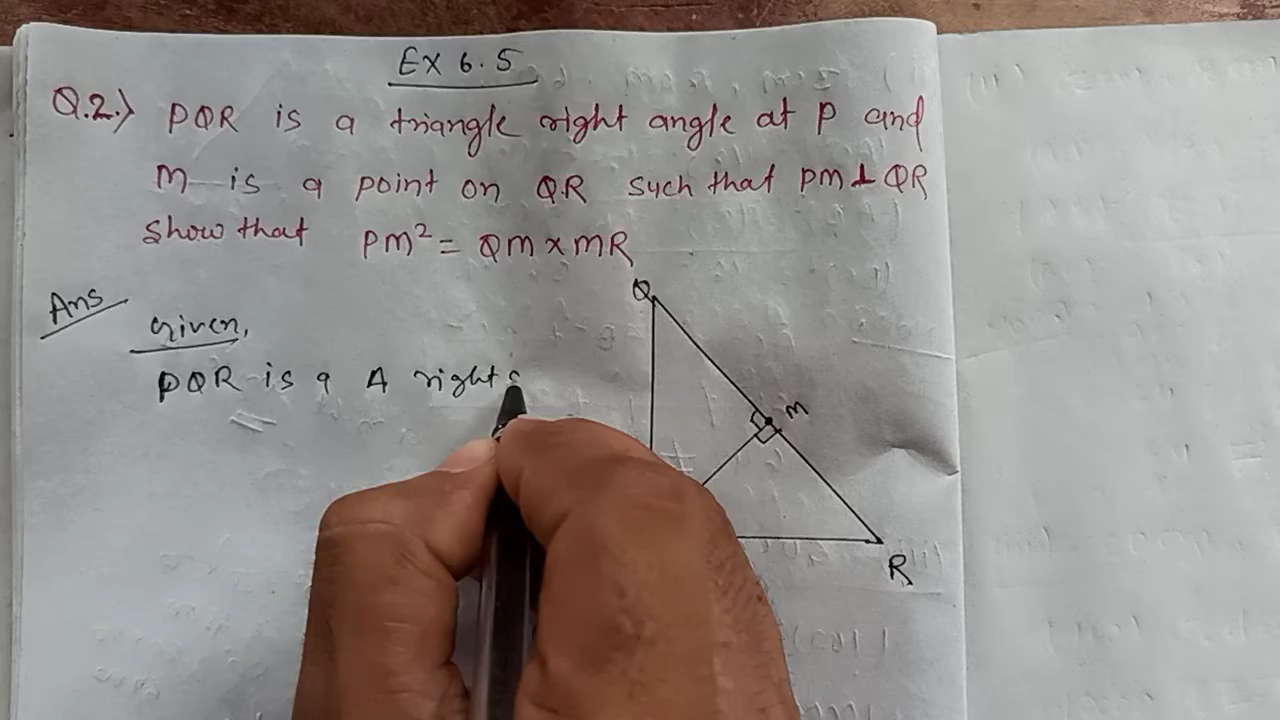 EX 6.5
Q.2.) PQR is a triangle right angle at P and
M is a point on QR such that PM ⊥ QR
show that PM² = QM × MR
Ans
Given,
PQR is a A right
Q
M
R